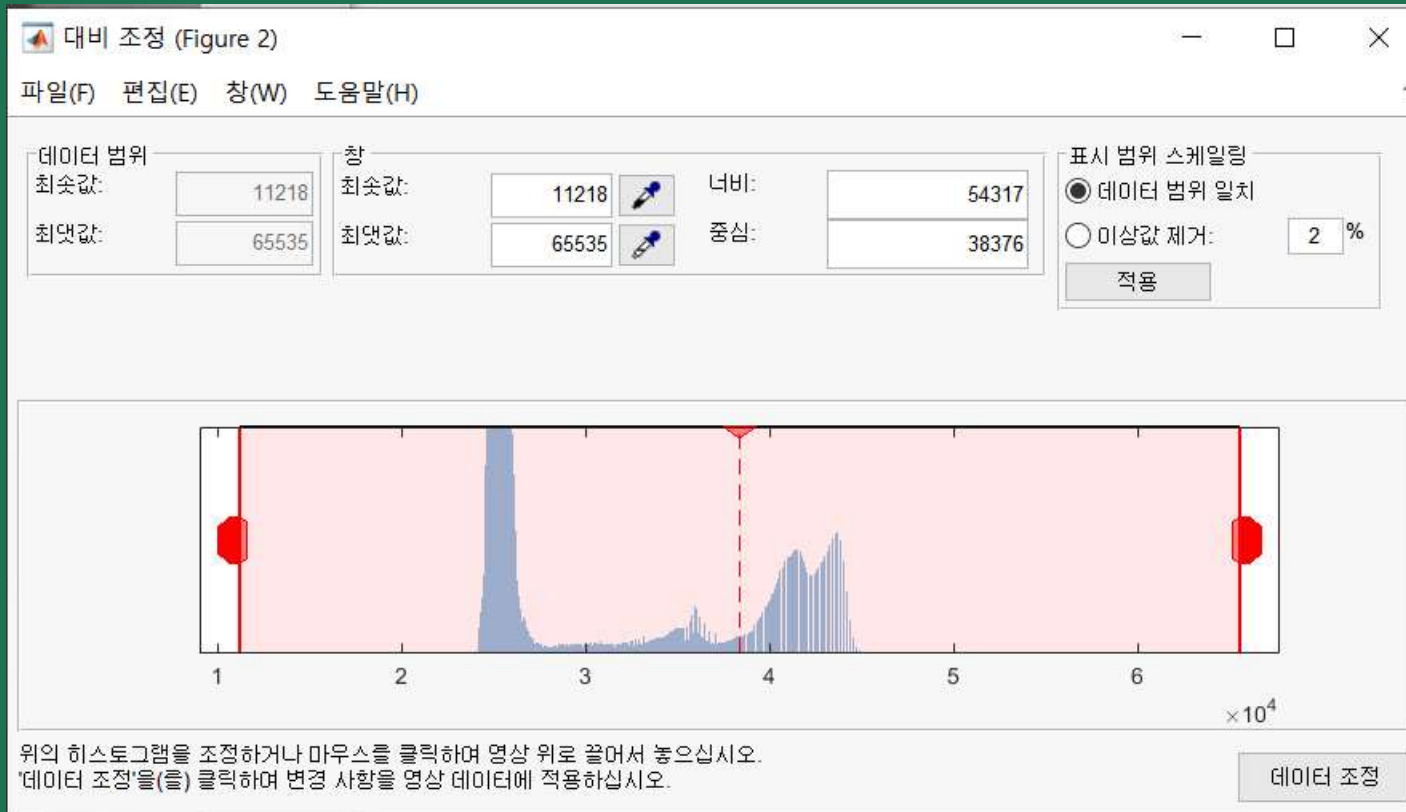 대비 조정 (Figure 2)
파일(F) 편집(E) 창(W) 도움말(H)
데이터 범위
최솟값: 11218
최댓값: 65535
창
최솟값: 11218
최댓값: 65535
너비: 54317
중심: 38376
표시 범위 스케일링
데이터 범위 일치
이상값 제거: 2 %
적용
1 2 3 4 5 6
×10⁴
위의 히스토그램을 조정하거나 마우스를 클릭하여 영상 위로 끌어서 놓으십시오.
'데이터 조정'을(를) 클릭하여 변경 사항을 영상 데이터에 적용하십시오.
데이터 조정